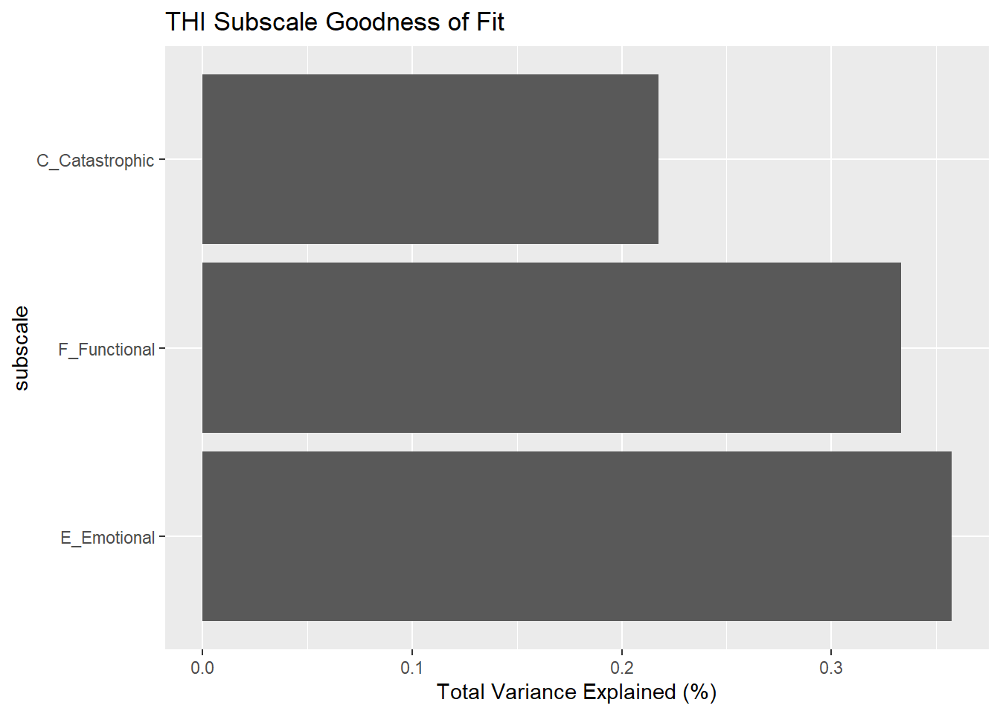 THI Subscale Goodness of Fit
subscale
C_Catastrophic
F_Functional
E_Emotional
0.0 0.1 0.2 0.3
Total Variance Explained (%)